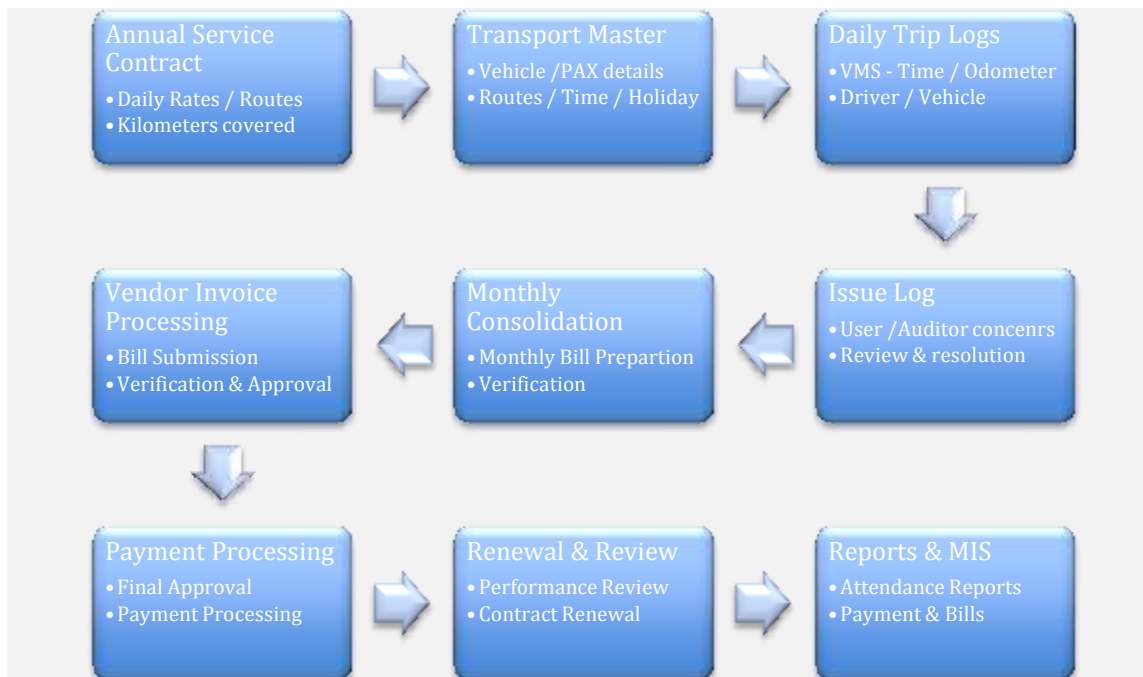 Annual Service
Contract
• Daily Rates / Routes
• Kilometers covered
Transport Master
• Vehicle /PAX details
• Routes / Time / Holiday
Daily Trip Logs
• VMS - Time / Odometer
• Driver / Vehicle
Issue Log
• User /Auditor concenrs
• Review & resolution
Monthly
Consolidation
• Monthly Bill Prepartion
• Verification
Vendor Invoice
Processing
• Bill Submission
• Verification & Approval
Payment Processing
• Final Approval
• Payment Processing
Renewal & Review
• Performance Review
• Contract Renewal
Reports & MIS
• Attendance Reports
• Payment & Bills